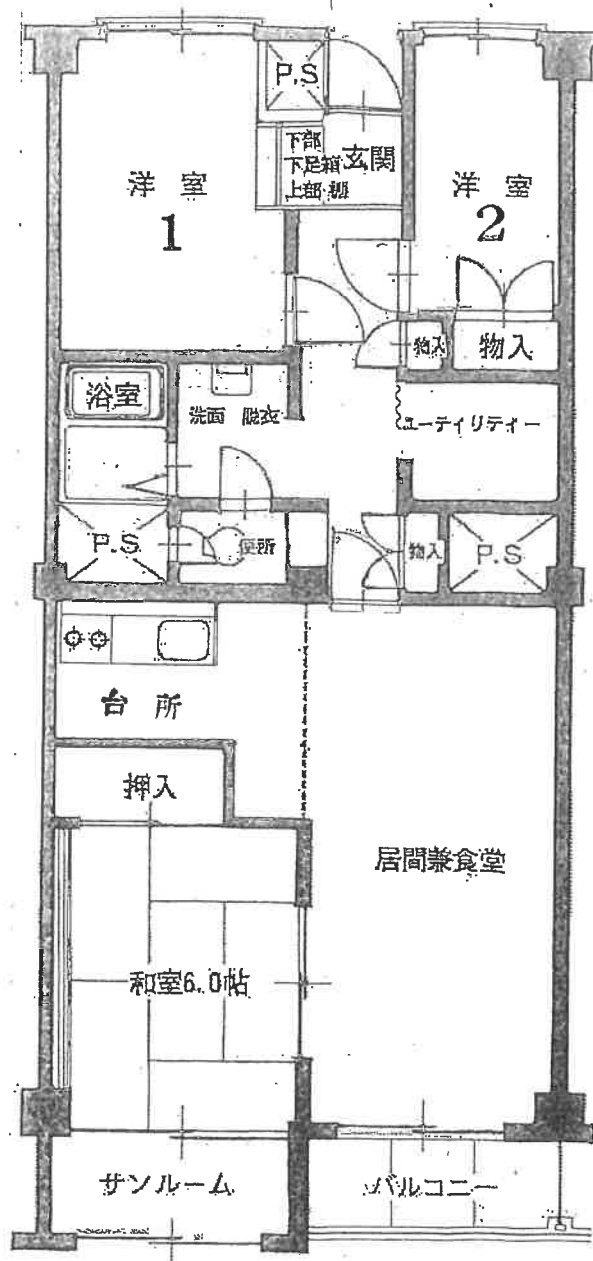 P.S
下部
下足箱
上部 棚
玄関
洋室
1
洋室
2
物入
物入
浴室
洗面 脱衣
ユーティリティー
P.S
便所
物入
P.S
台所
押入
居間兼食堂
和室6.0帖
サンルーム
バルコニー